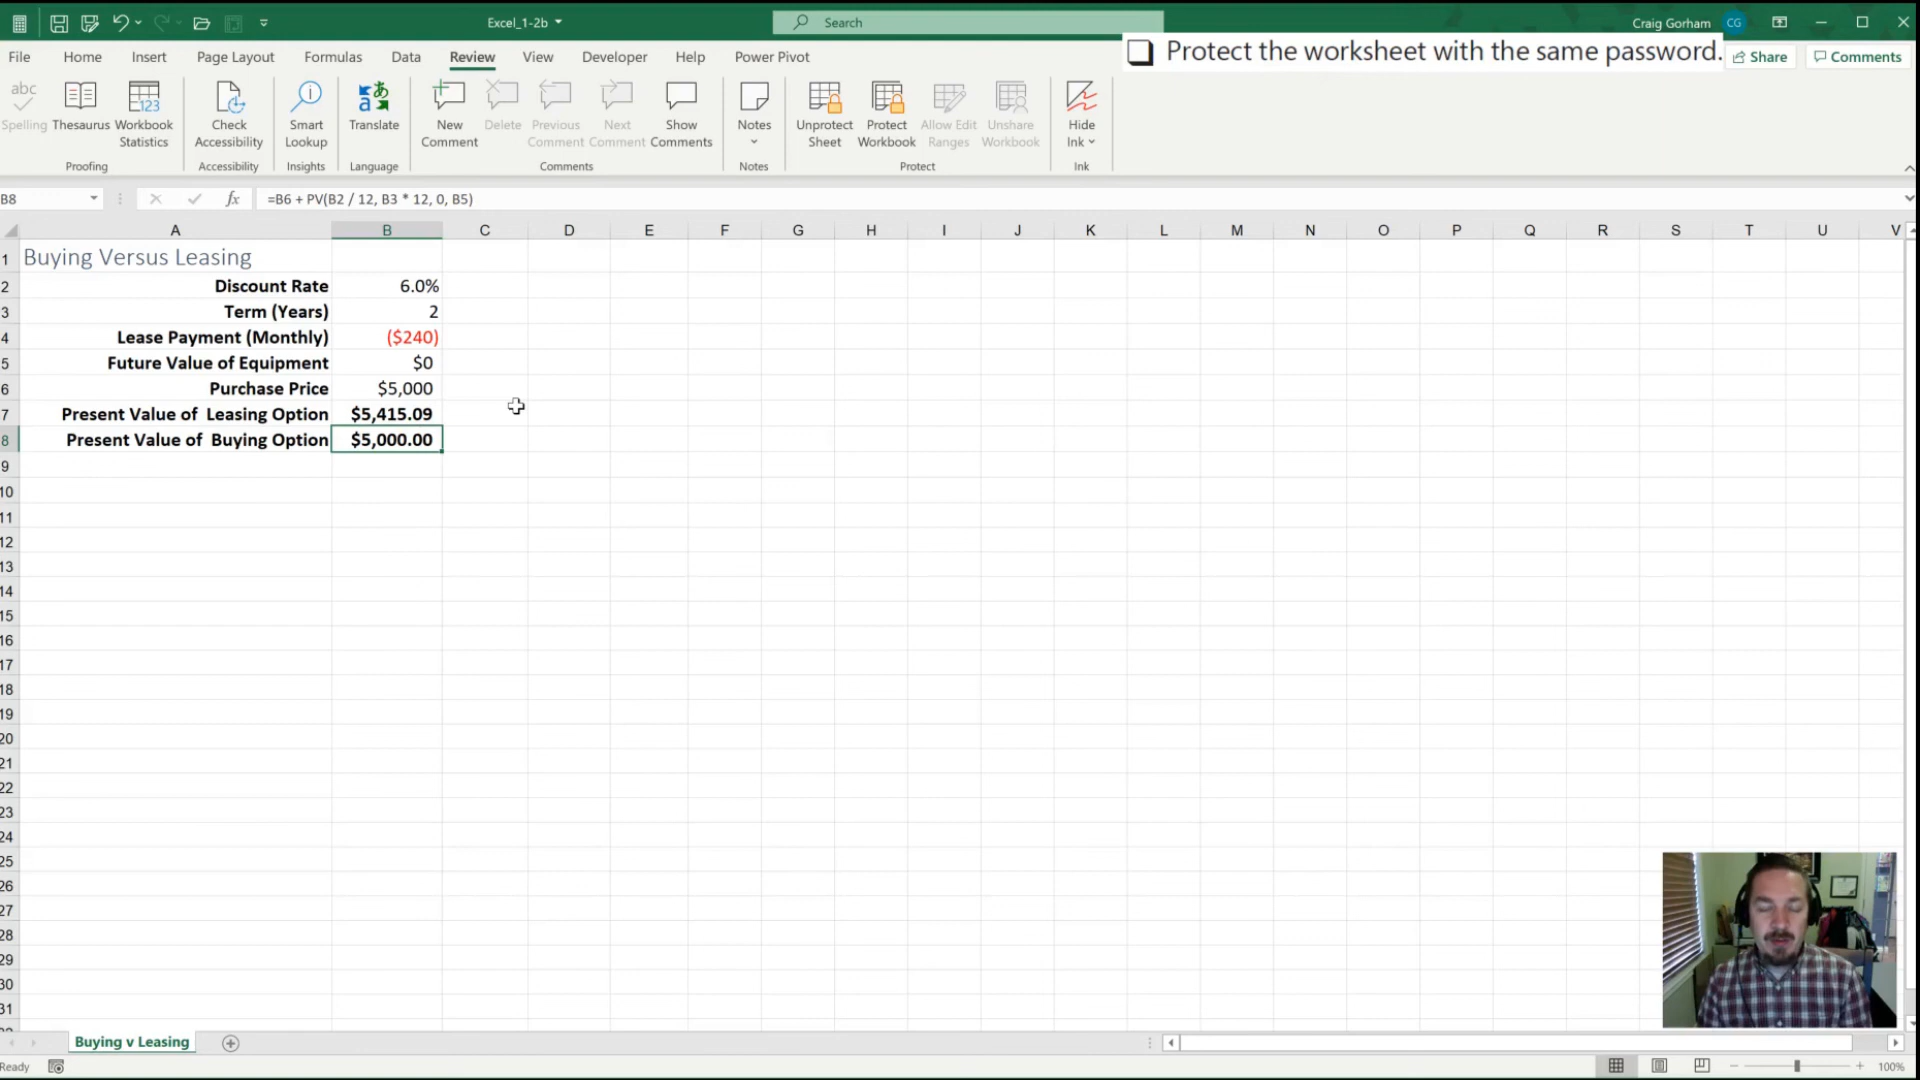 Excel_1-2b
Search
Craig Gorham
CG
File
Home
Insert
Page Layout
Formulas
Data
Review
View
Developer
Help
Power Pivot
❑ Protect the worksheet with the same password.
Share
Comments
abc
Spelling
Thesaurus
123
Workbook
Statistics
Proofing
Check
Accessibility
Accessibility
Smart
Lookup
Insights
Translate
Language
New
Comment
Delete
Previous
Comment
Next
Comment
Show
Comments
Comments
Notes
Notes
Unprotect
Sheet
Protect
Workbook
Allow Edit
Ranges
Unshare
Workbook
Protect
Hide
Ink
Ink
B8
fx
=B6 + PV(B2 / 12, B3 * 12, 0, B5)
A B C D E F G H I J K L M N O P Q R S T U V
1 Buying Versus Leasing
2 Discount Rate 6.0%
3 Term (Years) 2
4 Lease Payment (Monthly) ($240)
5 Future Value of Equipment $0
6 Purchase Price $5,000
7 Present Value of Leasing Option $5,415.09
8 Present Value of Buying Option $5,000.00
9
10
11
12
13
14
15
16
17
18
19
20
21
22
23
24
25
26
27
28
29
30
31
Buying v Leasing
Ready
100%